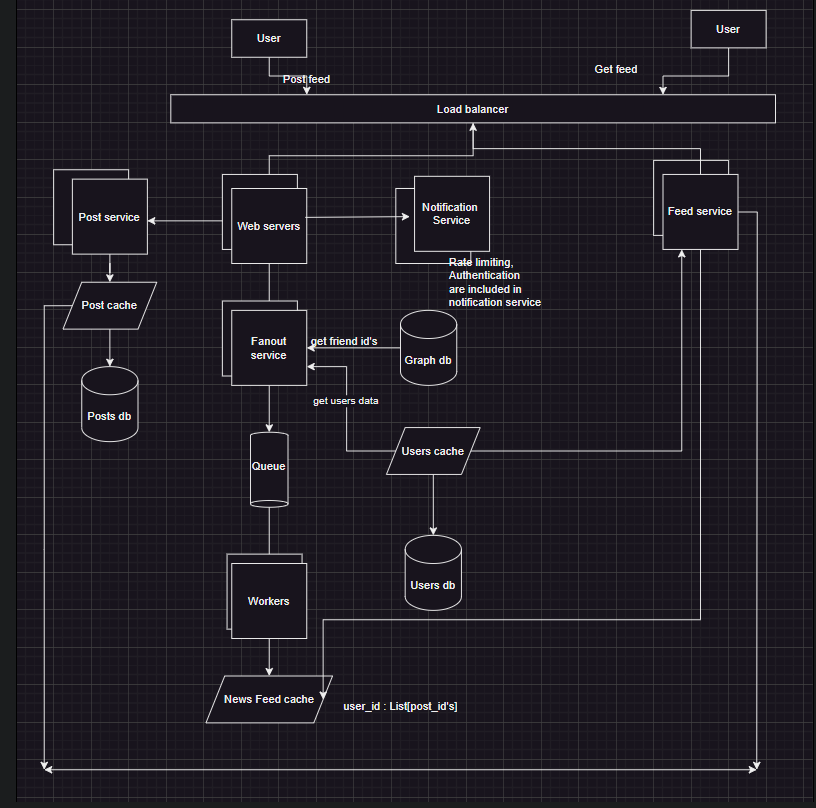 User
User
Post feed
Get feed
Load balancer
Post service
Web servers
Notification
Service
Feed service
Rate limiting,
Authentication
are included in
notification service
Post cache
Fanout
service
get friend id's
Graph db
get users data
Posts db
Users cache
Queue
Users db
Workers
News Feed cache
user_id : List[post_id's]